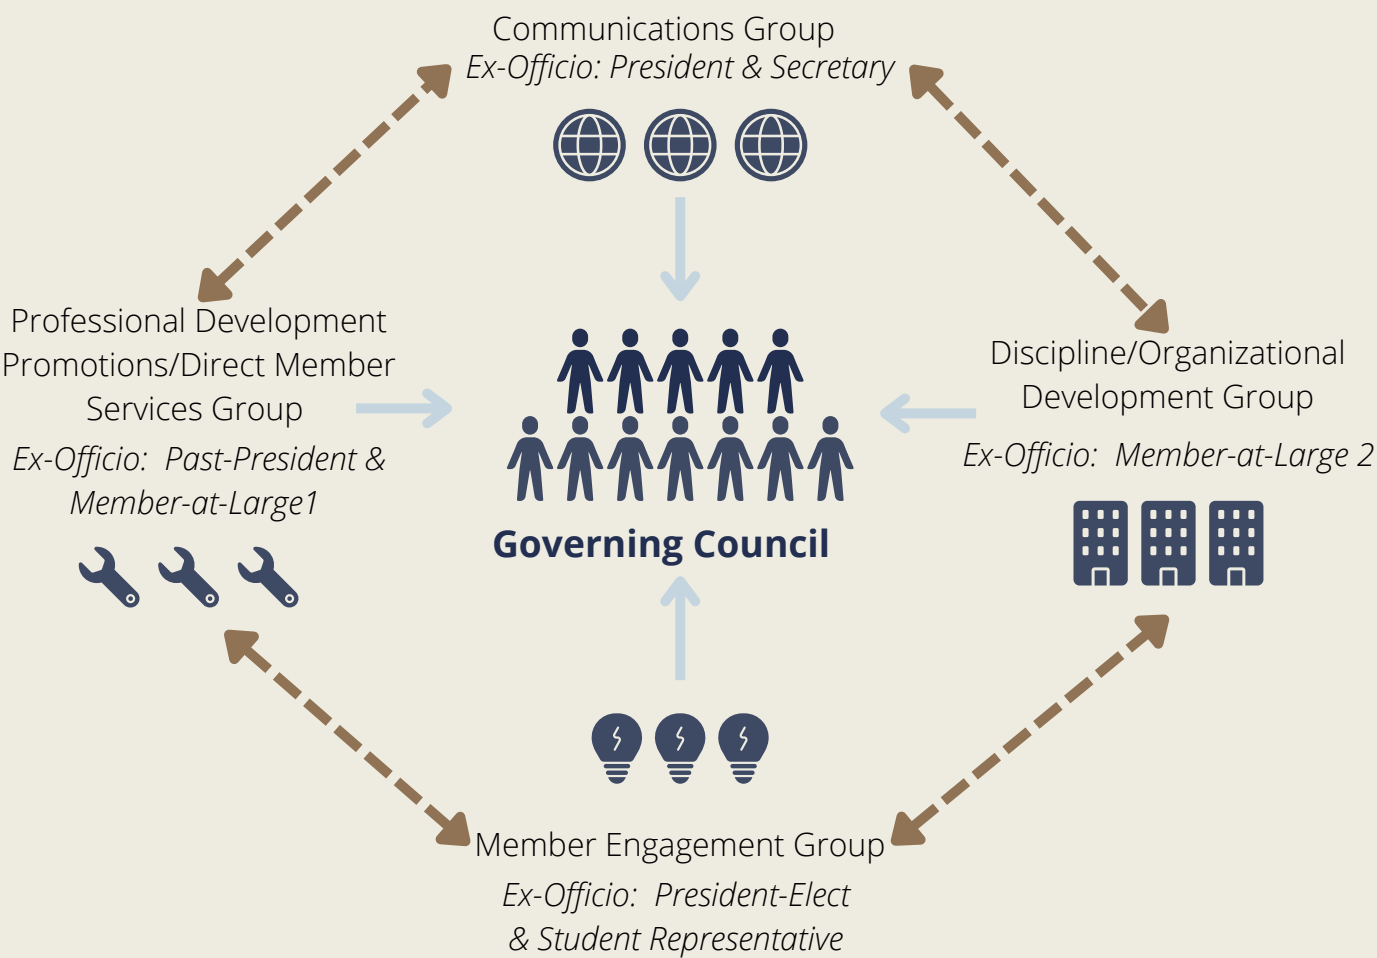 Communications Group
Ex-Officio: President & Secretary
Professional Development
Promotions/Direct Member
Services Group
Ex-Officio: Past-President &
Member-at-Large1
Discipline/Organizational
Development Group
Ex-Officio: Member-at-Large 2
Governing Council
Member Engagement Group
Ex-Officio: President-Elect
& Student Representative